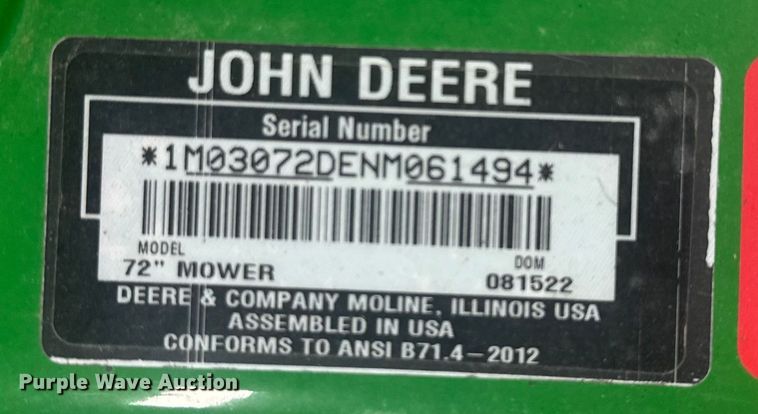 JOHN DEERE
Serial Number
*1M03072DENM061494*
MODEL
DOM
72" MOWER
081522
DEERE & COMPANY MOLINE, ILLINOIS USA
ASSEMBLED IN USA
CONFORMS TO ANSI B71.4-2012
Purple Wave Auction